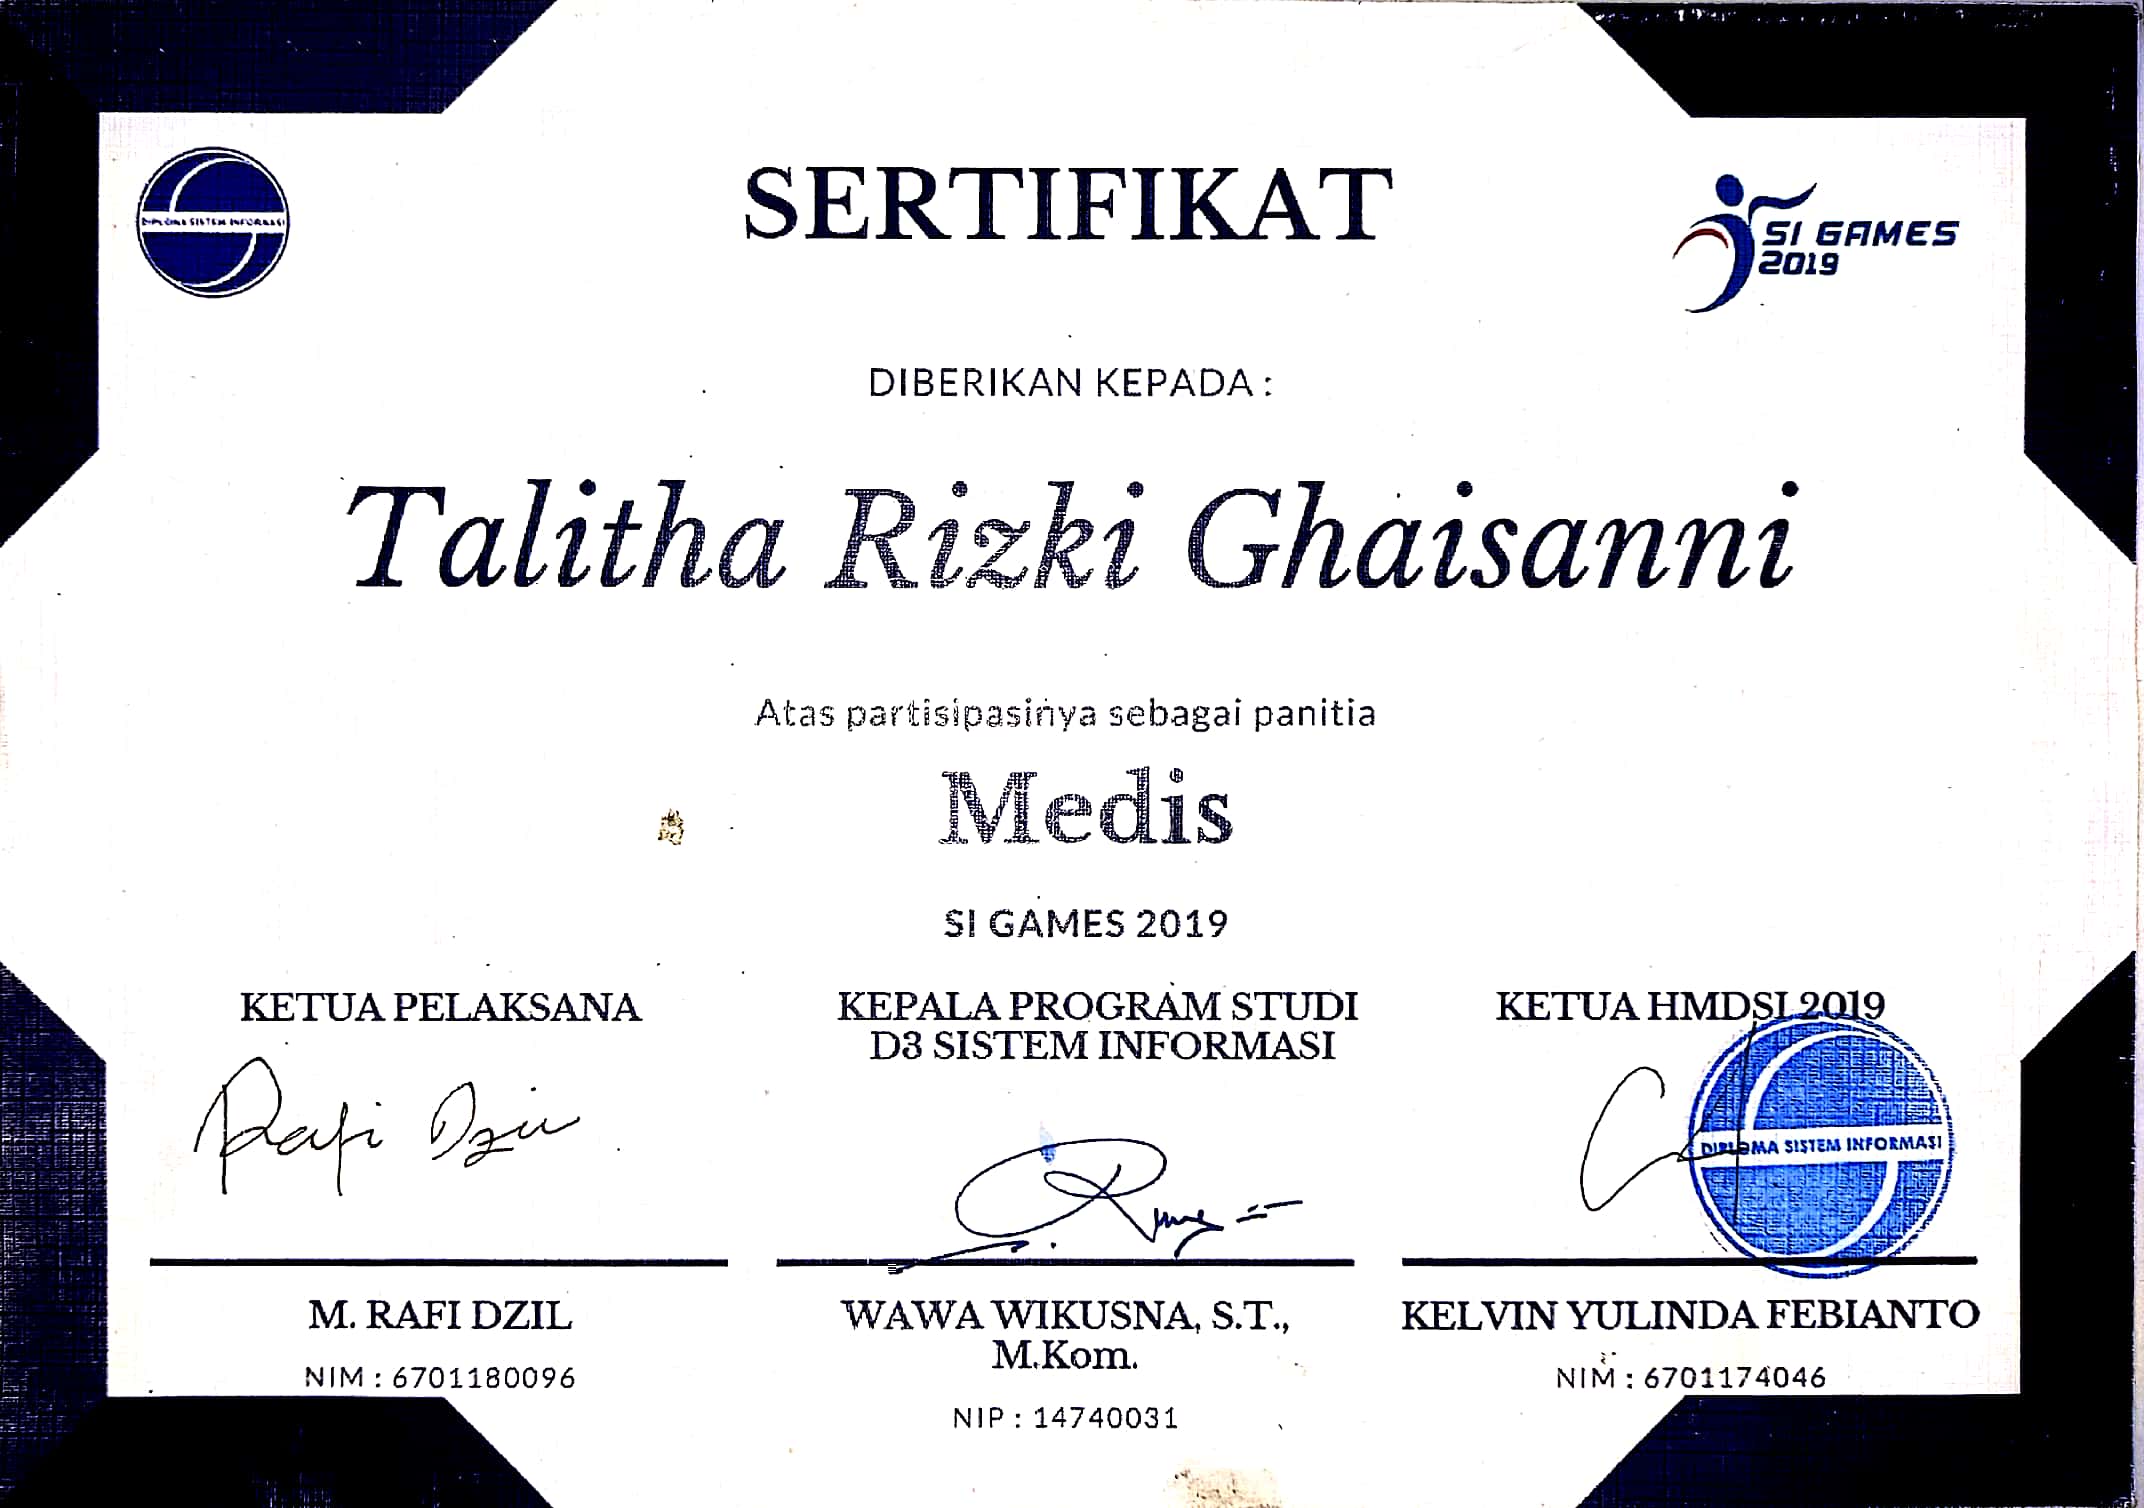 DIPLOMA SISTEM INFORMASI
SERTIFIKAT
SI GAMES
2019
DIBERIKAN KEPADA :
Talitha Rizki Ghaisanni
Atas partisipasinya sebagai panitia
Medis
SI GAMES 2019
KETUA PELAKSANA
KEPALA PROGRAM STUDI
D3 SISTEM INFORMASI
KETUA HMDSI 2019
Rafi Dzil
DIPLOMA SISTEM INFORMASI
M. RAFI DZIL
NIM : 6701180096
WAWA WIKUSNA, S.T.,
M.Kom.
NIP : 14740031
KELVIN YULINDA FEBIANTO
NIM : 6701174046